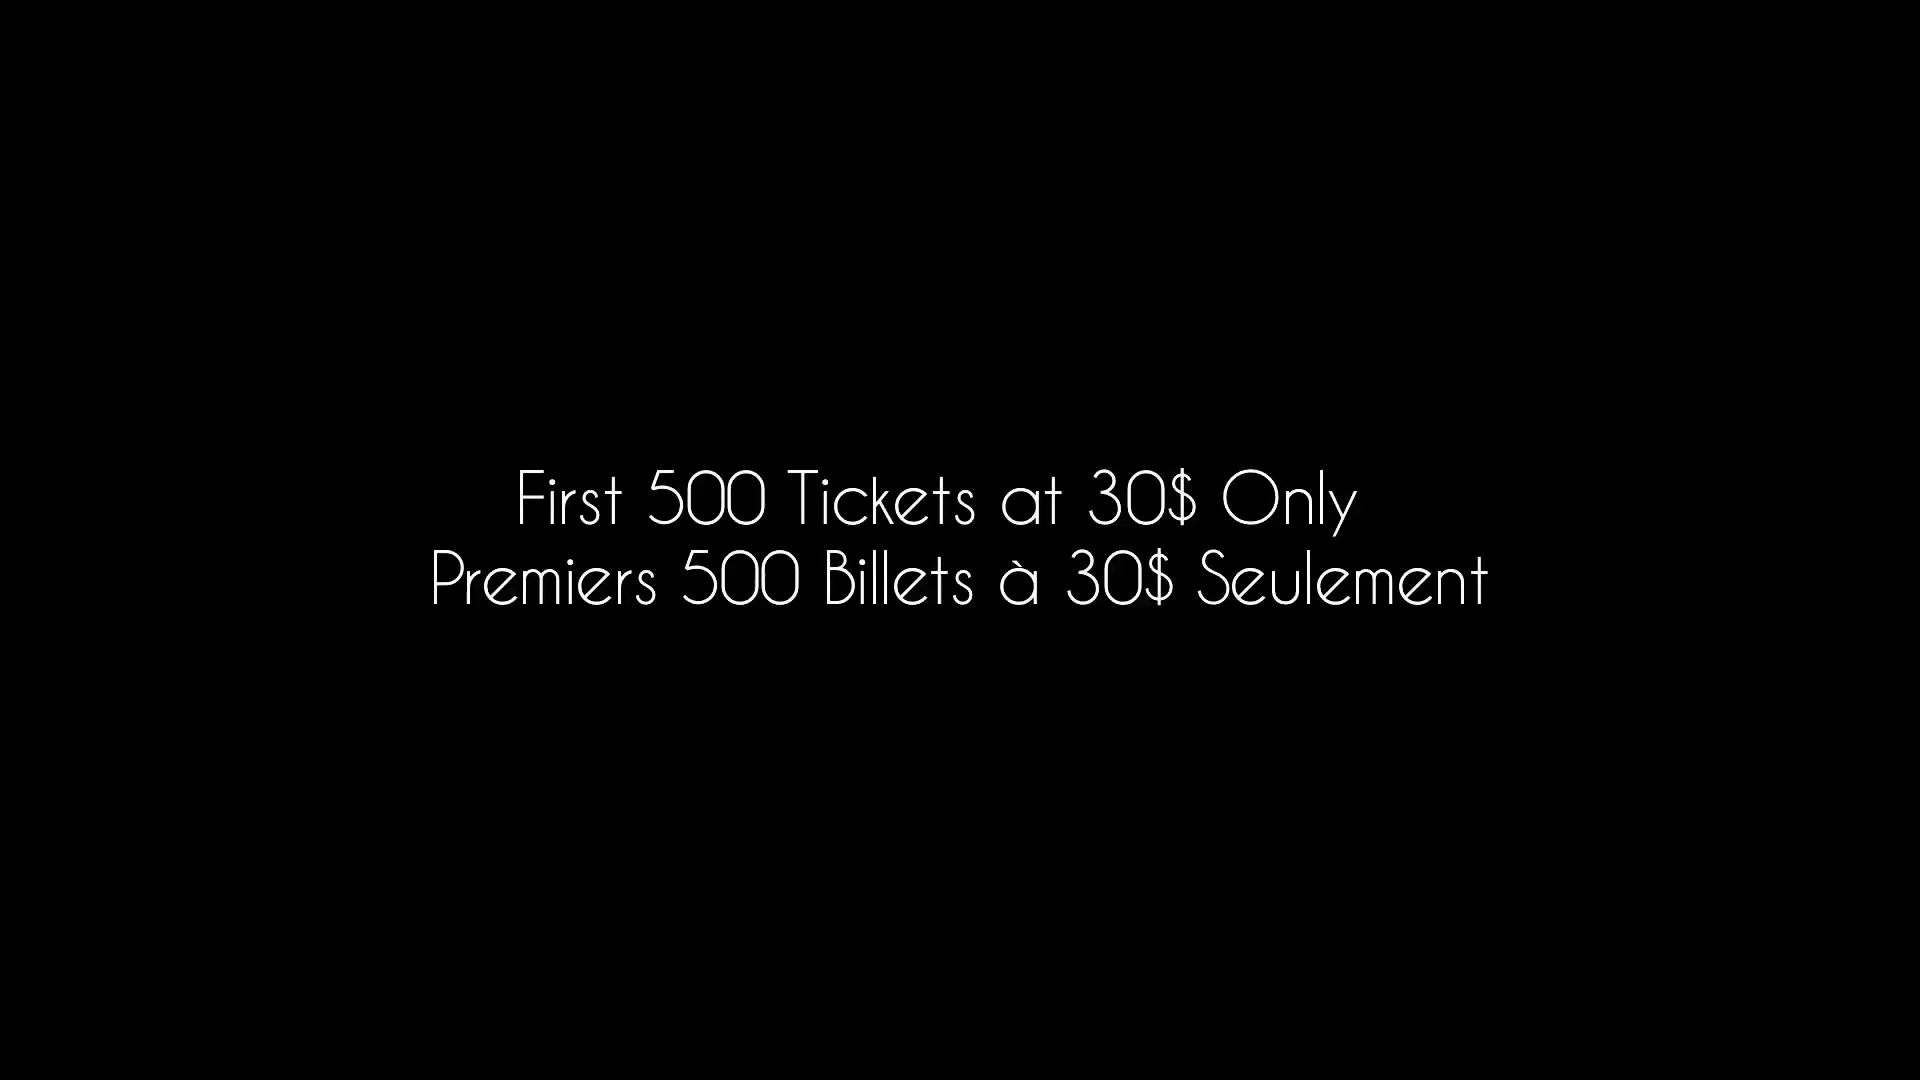 First 500 Tickets at 30$ Only
Premiers 500 Billets à 30$ Seulement